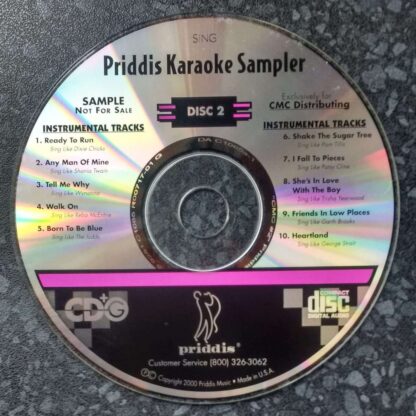 SING
Priddis Karaoke Sampler
SAMPLE
NOT FOR SALE
DISC 2
Exclusively for
CMC Distributing
INSTRUMENTAL TRACKS
1. Ready To Run
Sing Like Dixie Chicks
2. Any Man Of Mine
Sing Like Shania Twain
3. Tell Me Why
Sing Like Wynonna
4. Walk On
Sing Like Reba McEntire
5. Born To Be Blue
Sing Like The Judds
INSTRUMENTAL TRACKS
6. Shake The Sugar Tree
Sing Like Pam Tillis
7. I Fall To Pieces
Sing Like Patsy Cline
8. She's In Love
With The Boy
Sing Like Trisha Yearwood
9. Friends In Low Places
Sing Like Garth Brooks
10. Heartland
Sing Like George Strait
CD+G
COMPACT
disc
DIGITAL AUDIO
priddis
Customer Service (800) 326-3062
℗© Copyright 2000 Priddis Music • Made in U.S.A.